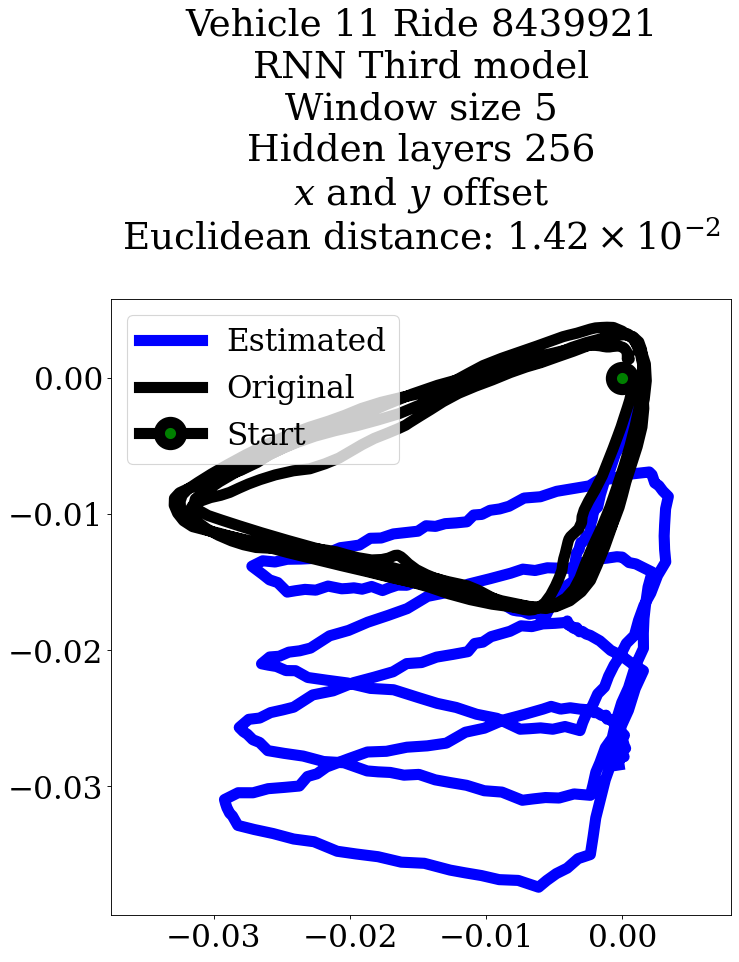 Vehicle 11 Ride 8439921
RNN Third model
Window size 5
Hidden layers 256
x and y offset
Euclidean distance: 1.42 × 10⁻²
Estimated
Original
Start
0.00
−0.01
−0.02
−0.03
−0.03 −0.02 −0.01 0.00